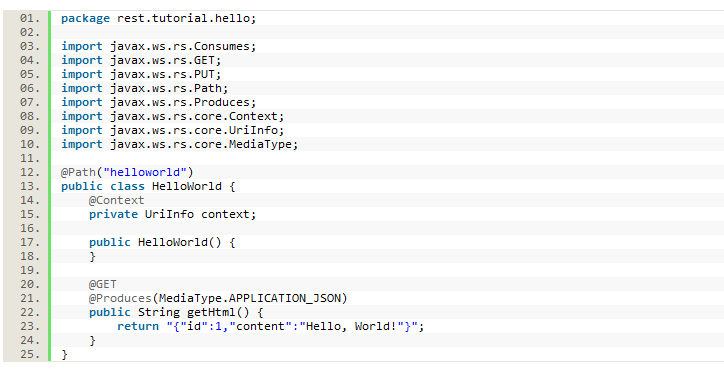 01. package rest.tutorial.hello;
02.
03. import javax.ws.rs.Consumes;
04. import javax.ws.rs.GET;
05. import javax.ws.rs.PUT;
06. import javax.ws.rs.Path;
07. import javax.ws.rs.Produces;
08. import javax.ws.rs.core.Context;
09. import javax.ws.rs.core.UriInfo;
10. import javax.ws.rs.core.MediaType;
11.
12. @Path("helloworld")
13. public class HelloWorld {
14.     @Context
15.     private UriInfo context;
16.
17.     public HelloWorld() {
18.     }
19.
20.     @GET
21.     @Produces(MediaType.APPLICATION_JSON)
22.     public String getHtml() {
23.         return "{"id":1,"content":"Hello, World!"}";
24.     }
25. }